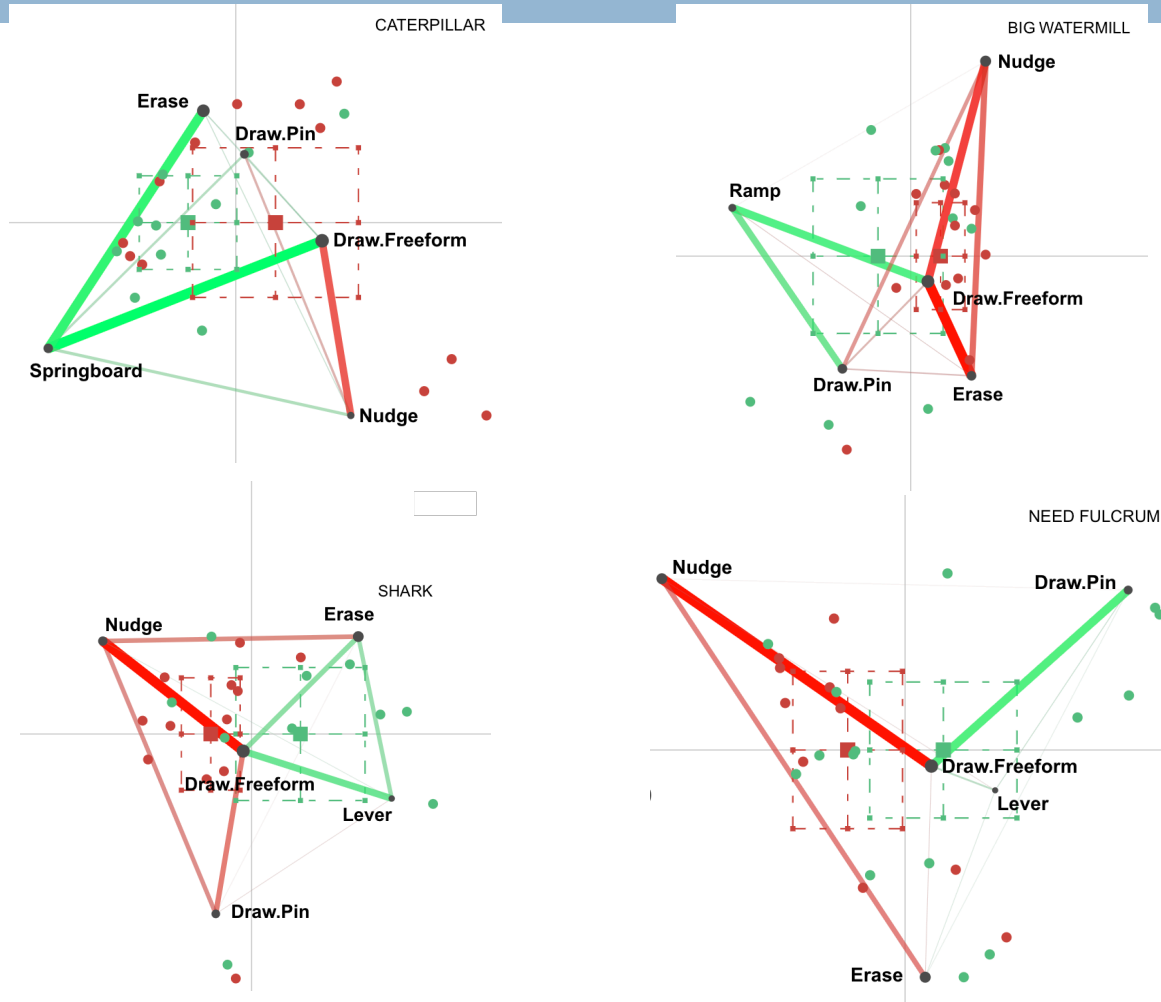 CATERPILLAR
Erase
Draw.Pin
Draw.Freeform
Springboard
Nudge
BIG WATERMILL
Nudge
Ramp
Draw.Freeform
Draw.Pin
Erase
SHARK
Nudge
Erase
Draw.Freeform
Lever
Draw.Pin
NEED FULCRUM
Nudge
Draw.Pin
Draw.Freeform
Lever
Erase